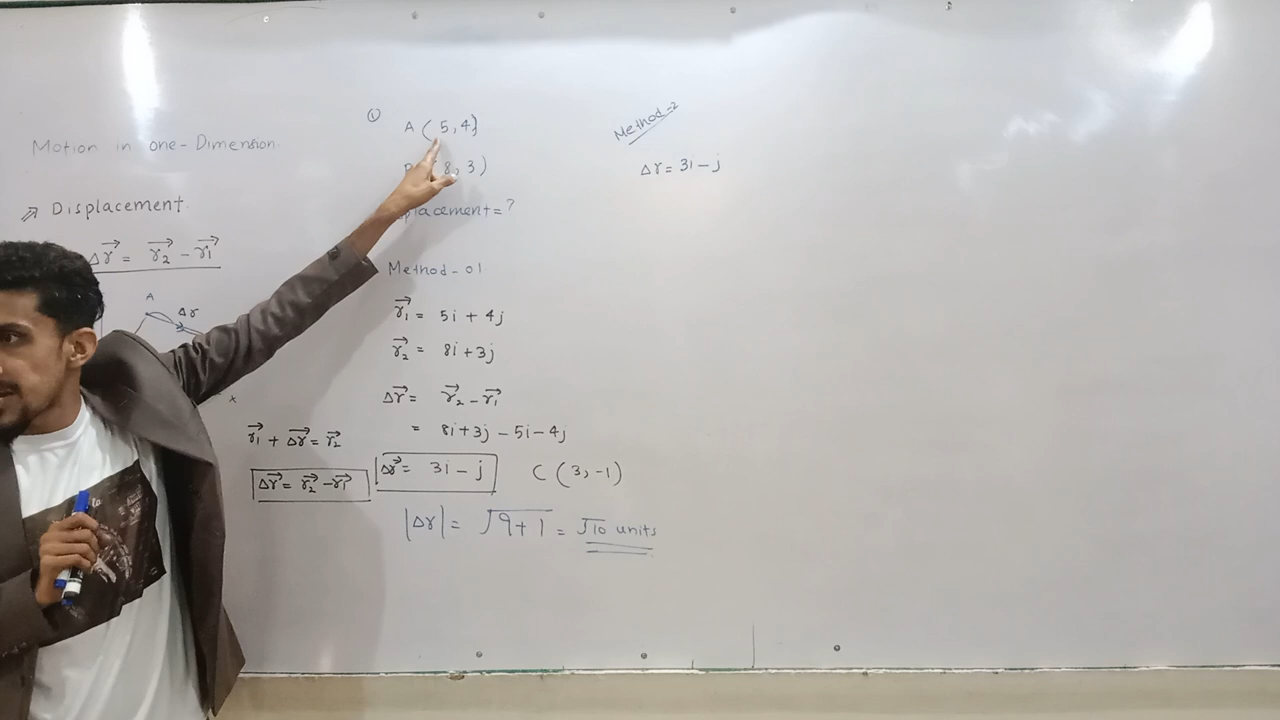 Motion in one-Dimension
⇒ Displacement
Δr⃗ = r⃗₂ - r⃗₁
A
Δr
x
r⃗₁ + Δr⃗ = r⃗₂
Δr⃗ = r⃗₂ - r⃗₁
①
A (5,4)
8,3)
=?
Method-01
r⃗₁ = 5i + 4j
r⃗₂ = 8i + 3j
Δr⃗ = r⃗₂ - r⃗₁
= 8i+3j - 5i - 4j
Δr⃗ = 3i - j
C (3,-1)
|Δr| = √9+1 = √10 units
Method-2
Δr = 3i - j